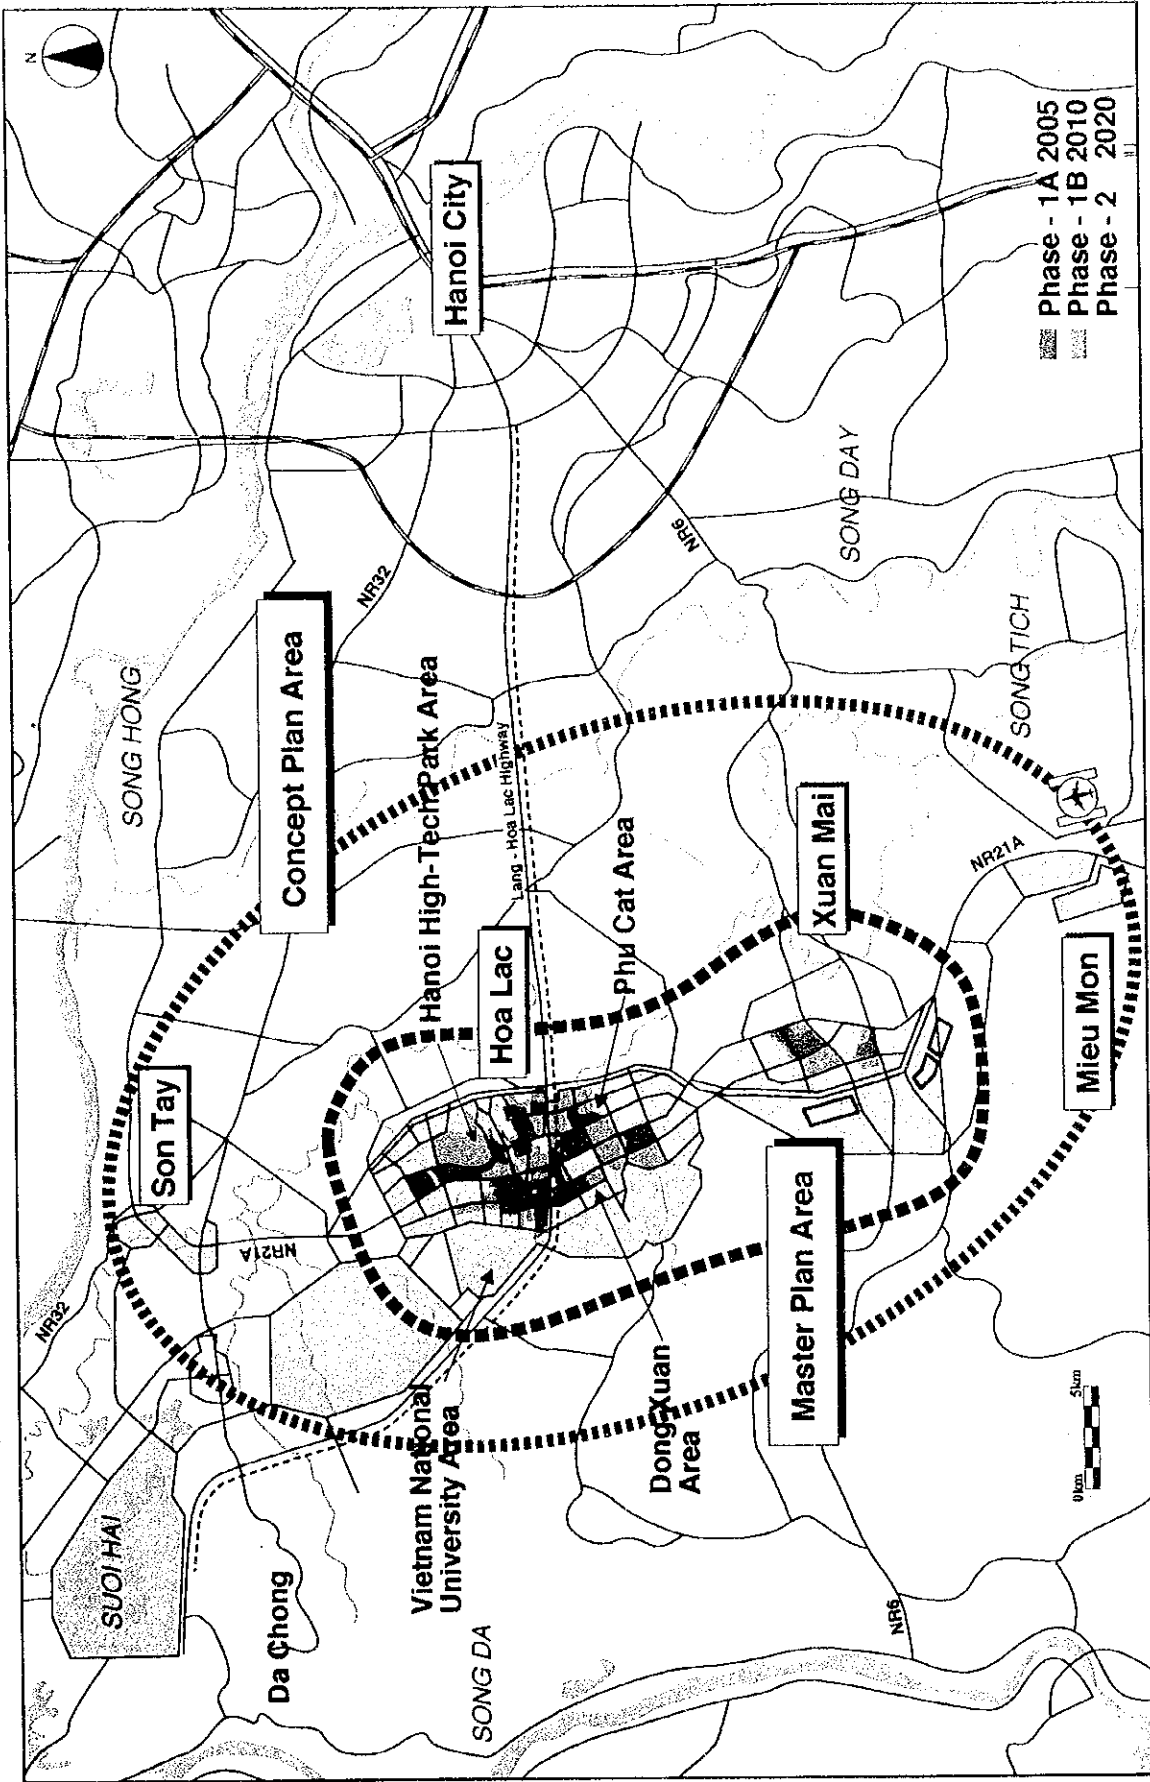 N
SUOI HAI
NR32
SONG HONG
Son Tay
Da Chong
NR21A
Concept Plan Area
NR32
Hanoi City
Vietnam National
University Area
Hanoi High-Tech Park Area
SONG DA
Hoa Lac
Lang - Hoa Lac Highway
Dong Xuan
Area
Phu Cat Area
NR6
Master Plan Area
Xuan Mai
SONG DAY
NR6
NR21A
SONG TICH
Mieu Mon
0km 5km
Phase - 1A 2005
Phase - 1B 2010
Phase - 2 2020